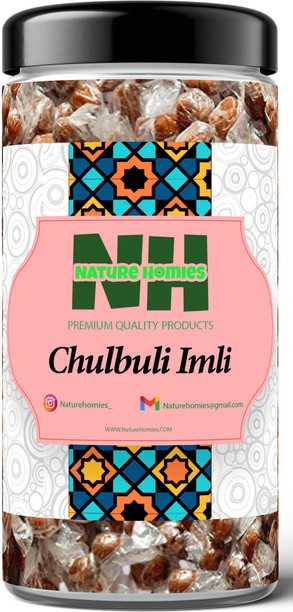 NH
NATURE HOMIES
PREMIUM QUALITY PRODUCTS
Chulbuli Imli
Naturehomies_
Naturehomies@gmail.com
WWW.NatureHomies.COM